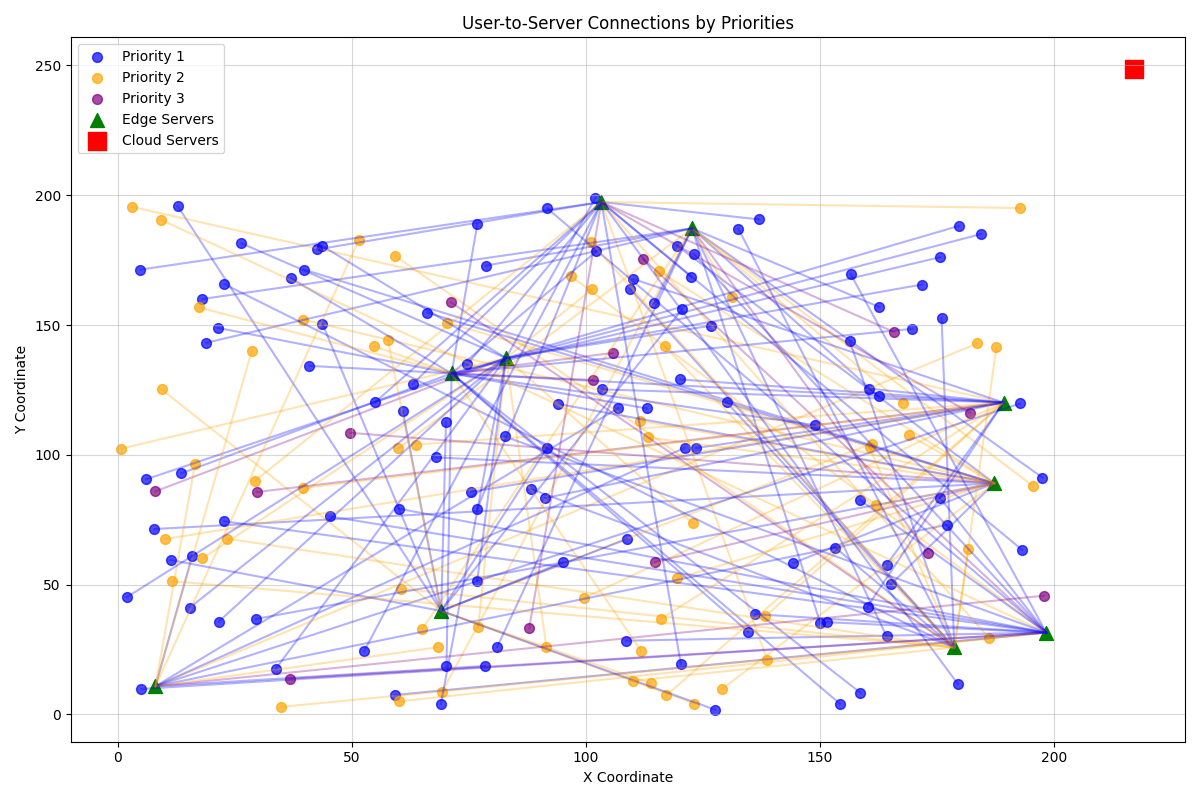 User-to-Server Connections by Priorities
Priority 1
Priority 2
Priority 3
Edge Servers
Cloud Servers
250
200
150
100
50
0
Y Coordinate
0 50 100 150 200
X Coordinate